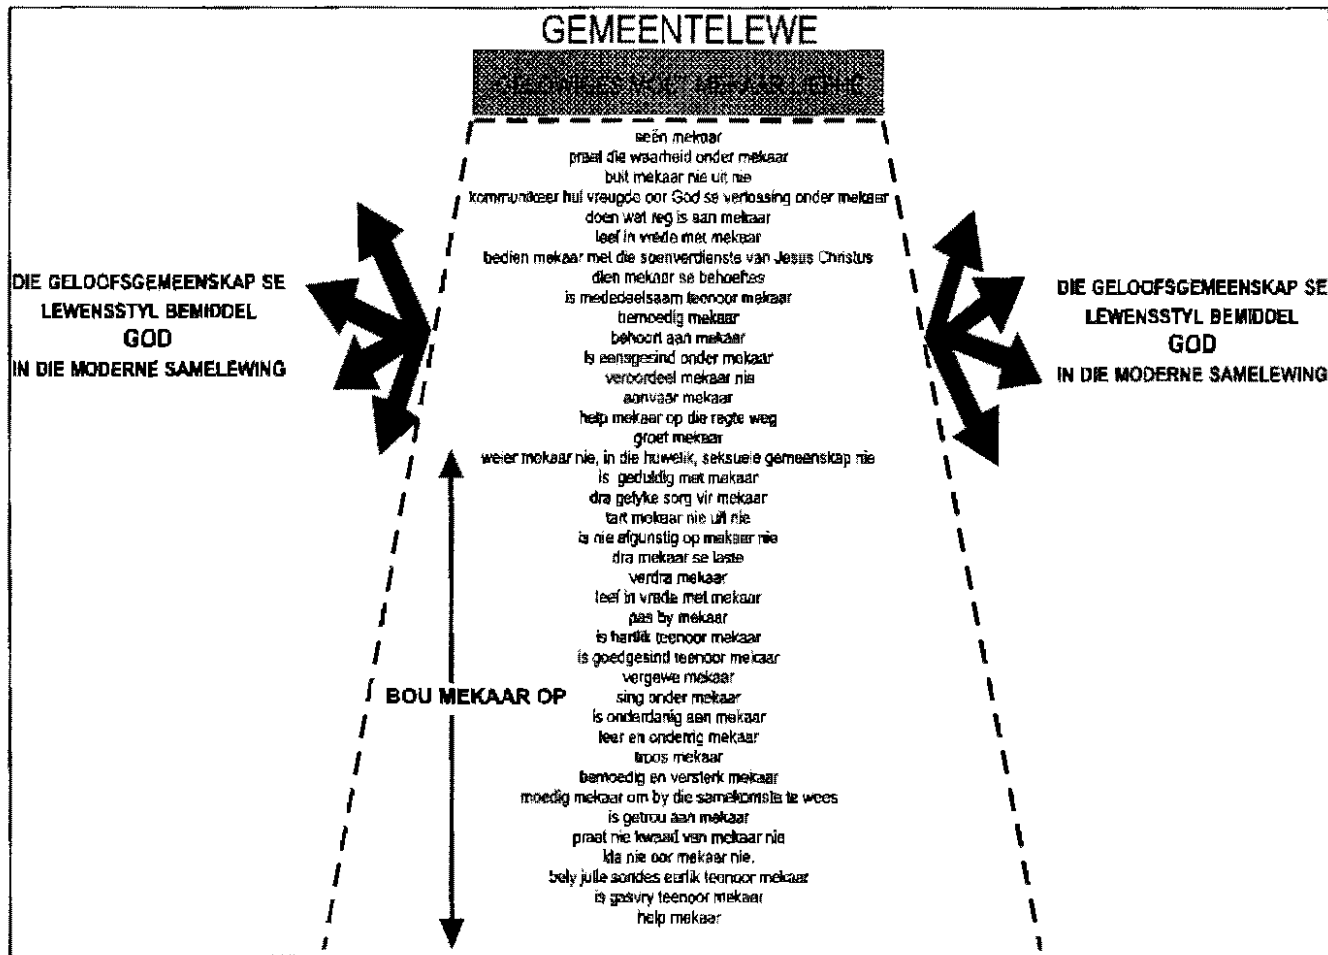 GEMEENTELEWE
GELOWIGES MOET MEKAAR LIEFHÊ
seën mekaar
praat die waarheid onder mekaar
buit mekaar nie uit nie
kommunikeer hul vreugde oor God se verlossing onder mekaar
doen wat reg is aan mekaar
leef in vrede met mekaar
bedien mekaar met die soenverdienste van Jesus Christus
dien mekaar se behoeftes
is mededeelsaam teenoor mekaar
bemoedig mekaar
behoort aan mekaar
is eensgesind onder mekaar
veroordeel mekaar nie
aanvaar mekaar
help mekaar op die regte weg
groet mekaar
weier mekaar nie, in die huwelik, seksuele gemeenskap nie
is geduldig met mekaar
dra gelyke sorg vir mekaar
tart mekaar nie uit nie
is nie afgunstig op mekaar nie
dra mekaar se laste
verdra mekaar
leef in vrede met mekaar
pas by mekaar
is hartlik teenoor mekaar
is goedgesind teenoor mekaar
vergewe mekaar
sing onder mekaar
is onderdanig aan mekaar
leer en onderrig mekaar
troos mekaar
bemoedig en versterk mekaar
moedig mekaar om by die samekomste te wees
is getrou aan mekaar
praat nie kwaad van mekaar nie
kla nie oor mekaar nie.
bely julle sondes eerlik teenoor mekaar
is gasvry teenoor mekaar
help mekaar
BOU MEKAAR OP
DIE GELOOFSGEMEENSKAP SE
LEWENSSTYL BEMIDDEL
GOD
IN DIE MODERNE SAMELEWING
DIE GELOOFSGEMEENSKAP SE
LEWENSSTYL BEMIDDEL
GOD
IN DIE MODERNE SAMELEWING